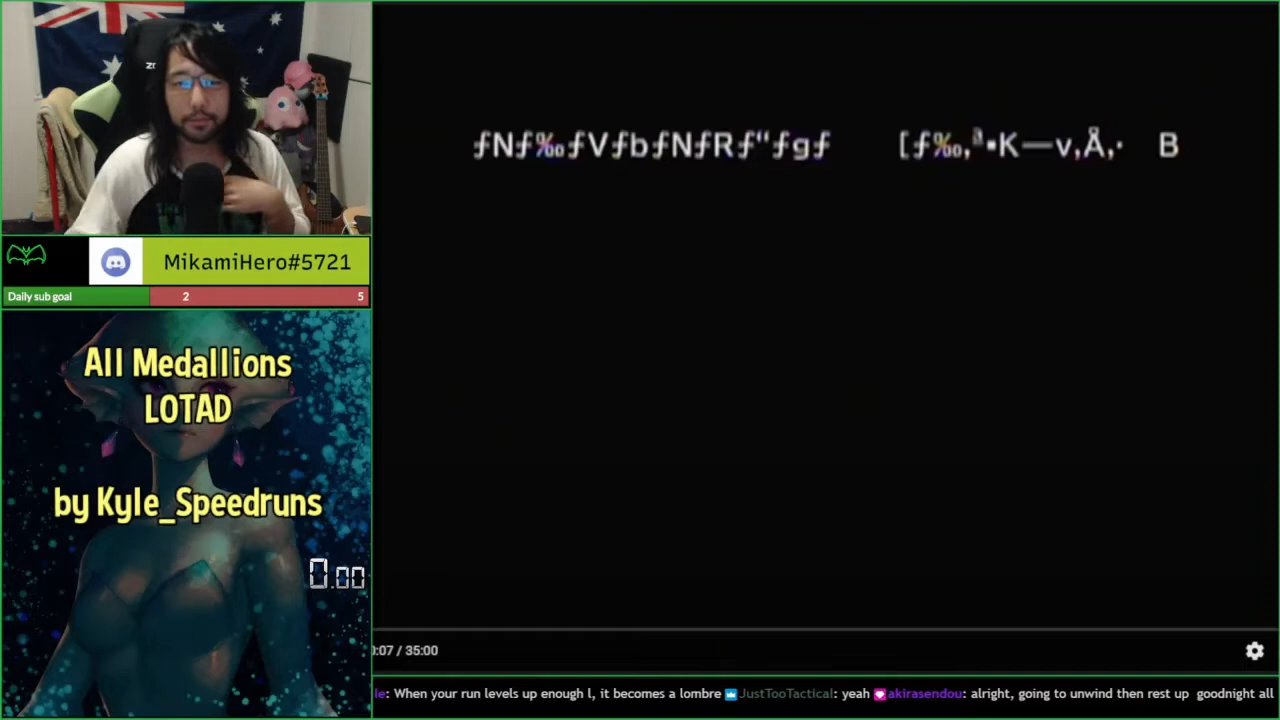 zr
ƒNƒ‰ƒVƒbƒNƒRƒ“ƒgƒ [ƒ‰‚ª•K—v‚Å‚· B
MikamiHero#5721
Daily sub goal 2 5
All Medallions
LOTAD
by Kyle_Speedruns
0.00
:07 / 35:00
le: When your run levels up enough l, it becomes a lombre JustTooTactical: yeah akirasendou: alright, going to unwind then rest up goodnight all